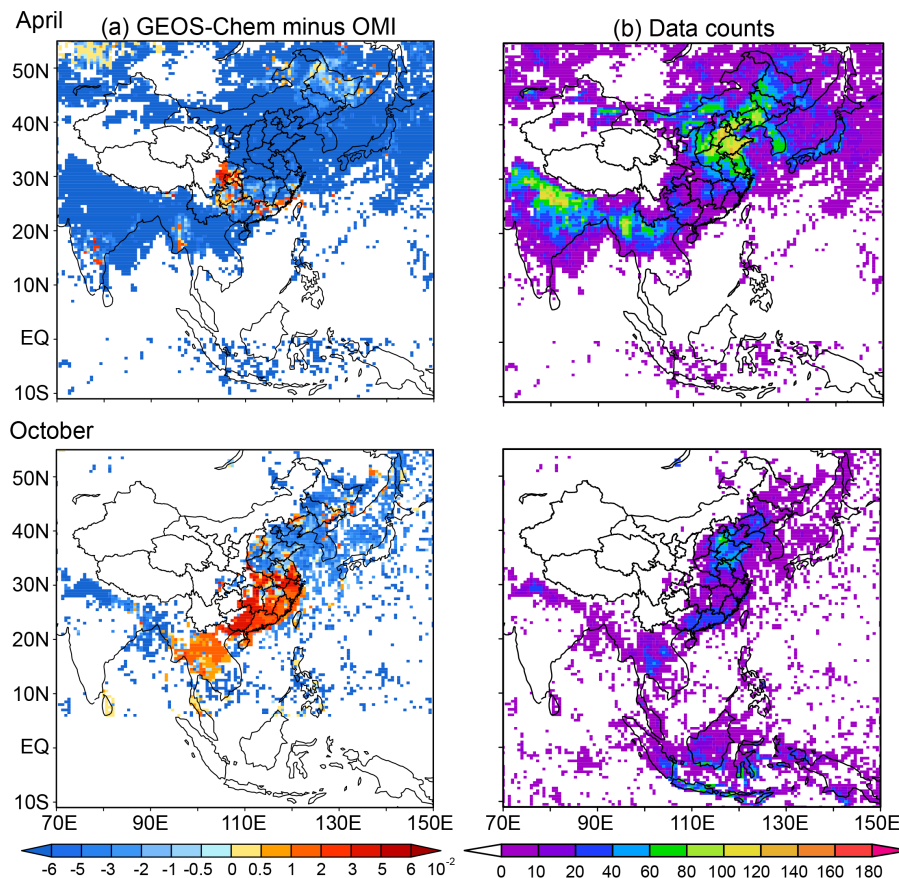 April
(a) GEOS-Chem minus OMI
(b) Data counts
50N
40N
30N
20N
10N
EQ
10S
October
50N
40N
30N
20N
10N
EQ
10S
70E 90E 110E 130E 150E
70E 90E 110E 130E 150E
-6 -5 -3 -2 -1 -0.5 0 0.5 1 2 3 5 6 10-2
0 10 20 40 60 80 100 120 140 160 180